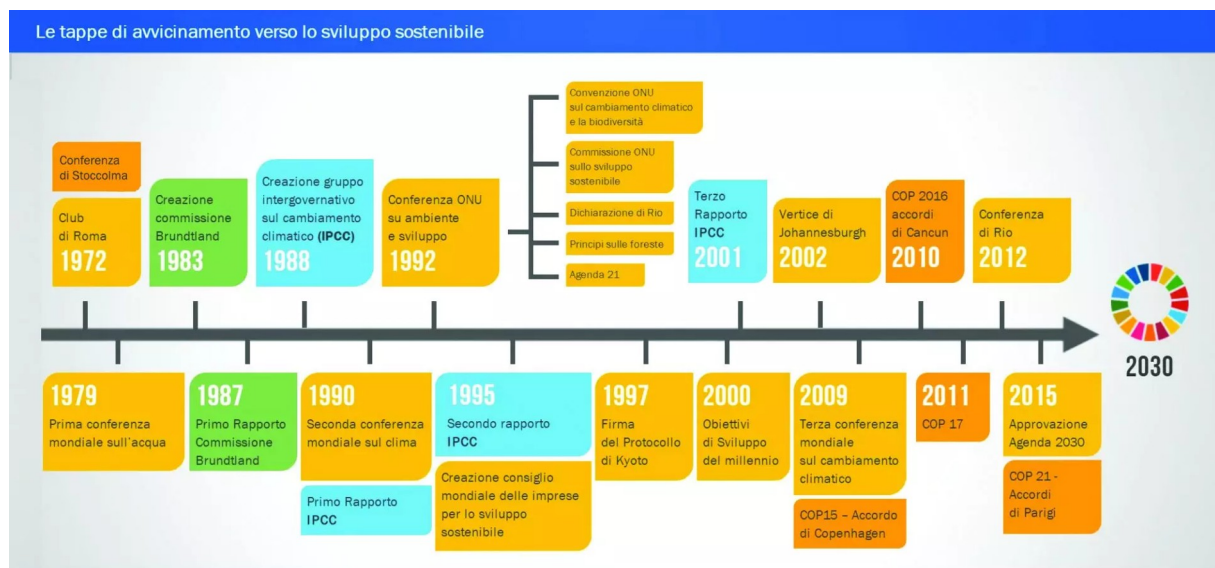 Le tappe di avvicinamento verso lo sviluppo sostenibile
Conferenza
di Stoccolma
Club
di Roma
1972
Creazione
commissione
Brundtland
1983
Creazione gruppo
intergovernativo
sul cambiamento
climatico (IPCC)
1988
Conferenza ONU
su ambiente
e sviluppo
1992
Convenzione ONU
sul cambiamento climatico
e la biodiversità
Commissione ONU
sullo sviluppo
sostenibile
Dichiarazione di Rio
Principi sulle foreste
Agenda 21
Terzo
Rapporto
IPCC
2001
Vertice di
Johannesburgh
2002
COP 2016
accordi
di Cancun
2010
Conferenza
di Rio
2012
2030
1979
Prima conferenza
mondiale sull'acqua
1987
Primo Rapporto
Commissione
Brundtland
1990
Seconda conferenza
mondiale sul clima
Primo Rapporto
IPCC
1995
Secondo rapporto
IPCC
Creazione consiglio
mondiale delle imprese
per lo sviluppo
sostenibile
1997
Firma
del Protocollo
di Kyoto
2000
Obiettivi
di Sviluppo
del millennio
2009
Terza conferenza
mondiale
sul cambiamento
climatico
COP15 – Accordo
di Copenhagen
2011
COP 17
2015
Approvazione
Agenda 2030
COP 21 -
Accordi
di Parigi